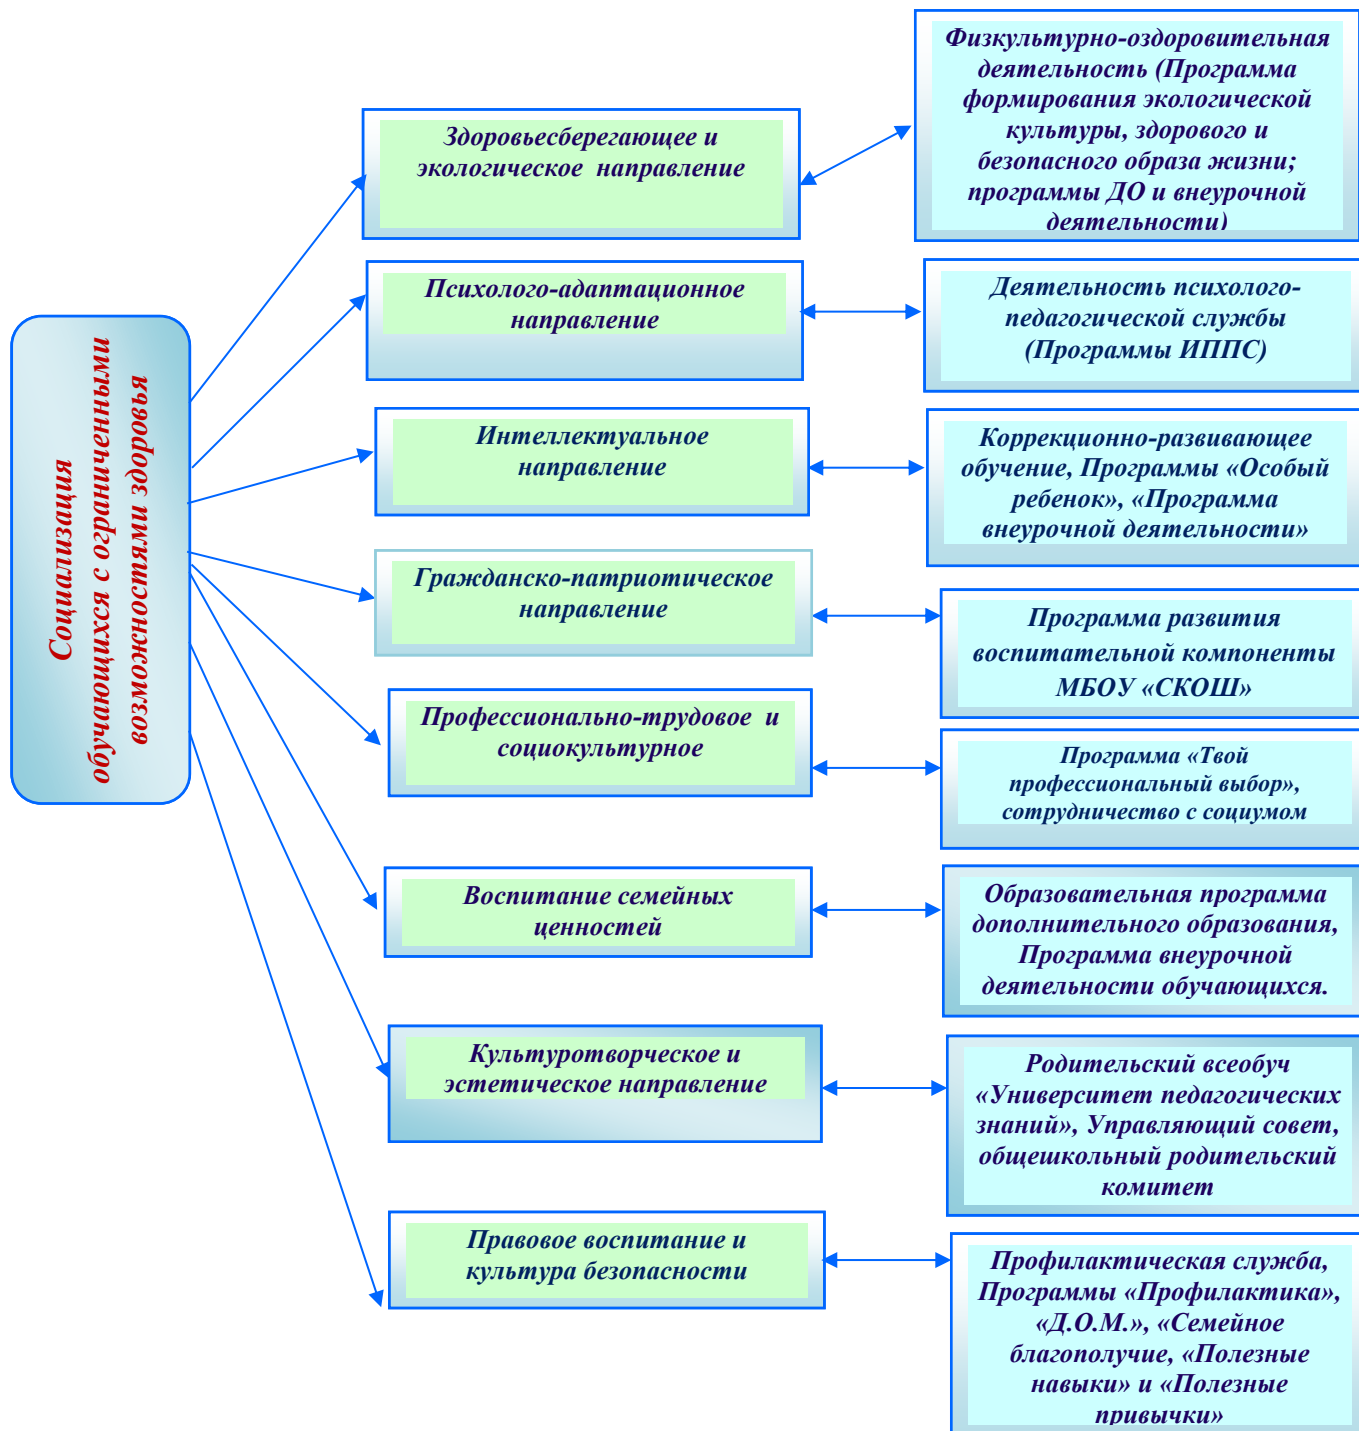 Социализация
обучающихся с ограниченными
возможностями здоровья
Здоровьесберегающее и
экологическое направление
Физкультурно-оздоровительная
деятельность (Программа
формирования экологической
культуры, здорового и
безопасного образа жизни;
программы ДО и внеурочной
деятельности)
Психолого-адаптационное
направление
Деятельность психолого-
педагогической службы
(Программы ИППС)
Интеллектуальное
направление
Коррекционно-развивающее
обучение, Программы «Особый
ребенок», «Программа
внеурочной деятельности»
Гражданско-патриотическое
направление
Программа развития
воспитательной компоненты
МБОУ «СКОШ»
Профессионально-трудовое и
социокультурное
Программа «Твой
профессиональный выбор»,
сотрудничество с социумом
Воспитание семейных
ценностей
Образовательная программа
дополнительного образования,
Программа внеурочной
деятельности обучающихся.
Культуротворческое и
эстетическое направление
Родительский всеобуч
«Университет педагогических
знаний», Управляющий совет,
общешкольный родительский
комитет
Правовое воспитание и
культура безопасности
Профилактическая служба,
Программы «Профилактика»,
«Д.О.М.», «Семейное
благополучие, «Полезные
навыки» и «Полезные
привычки»